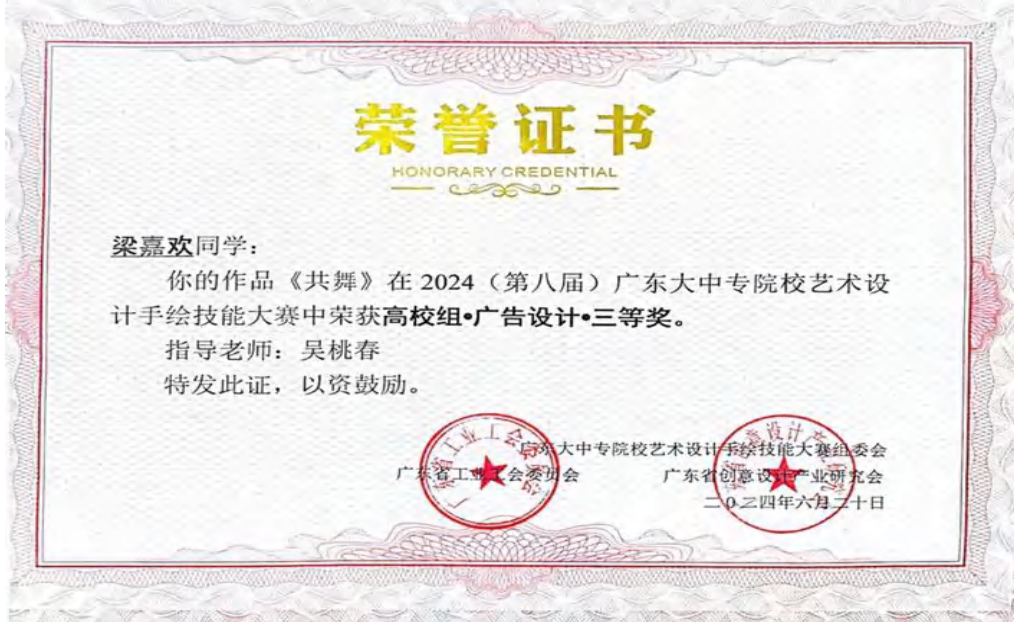 荣誉证书
HONORARY CREDENTIAL
梁嘉欢同学：
你的作品《共舞》在 2024（第八届）广东大中专院校艺术设
计手绘技能大赛中荣获高校组•广告设计•三等奖。
指导老师：吴桃春
特发此证，以资鼓励。
广东大中专院校艺术设计手绘技能大赛组委会
广东省工业工会委员会 广东省创意设计产业研究会
二〇二四年六月二十日